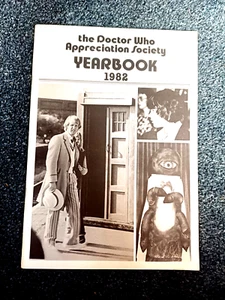 the Doctor Who
Appreciation Society
YEARBOOK
1982